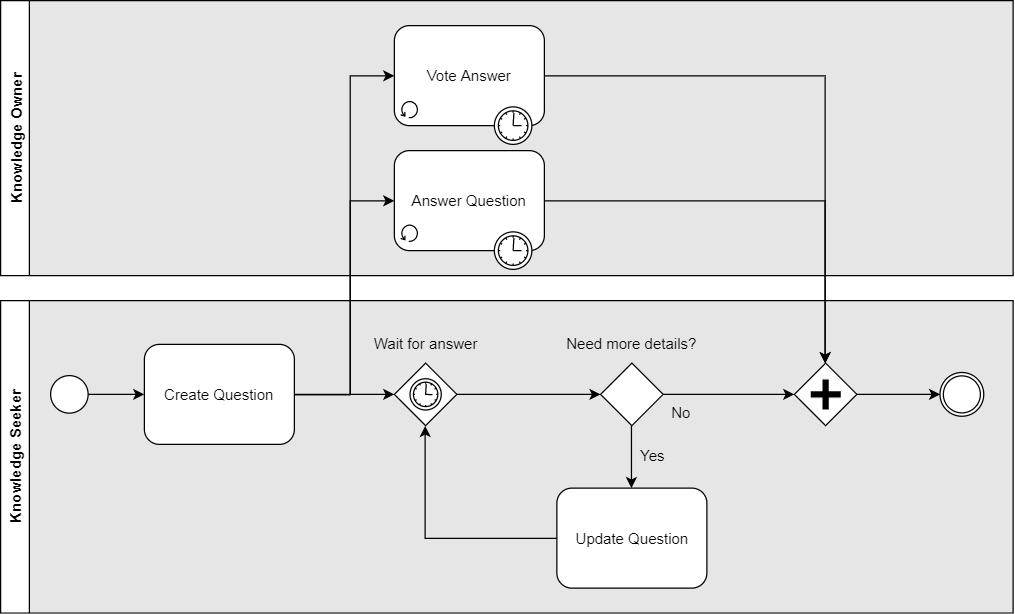 Knowledge Owner
Vote Answer
Answer Question
Knowledge Seeker
Create Question
Wait for answer
Need more details?
No
Yes
Update Question